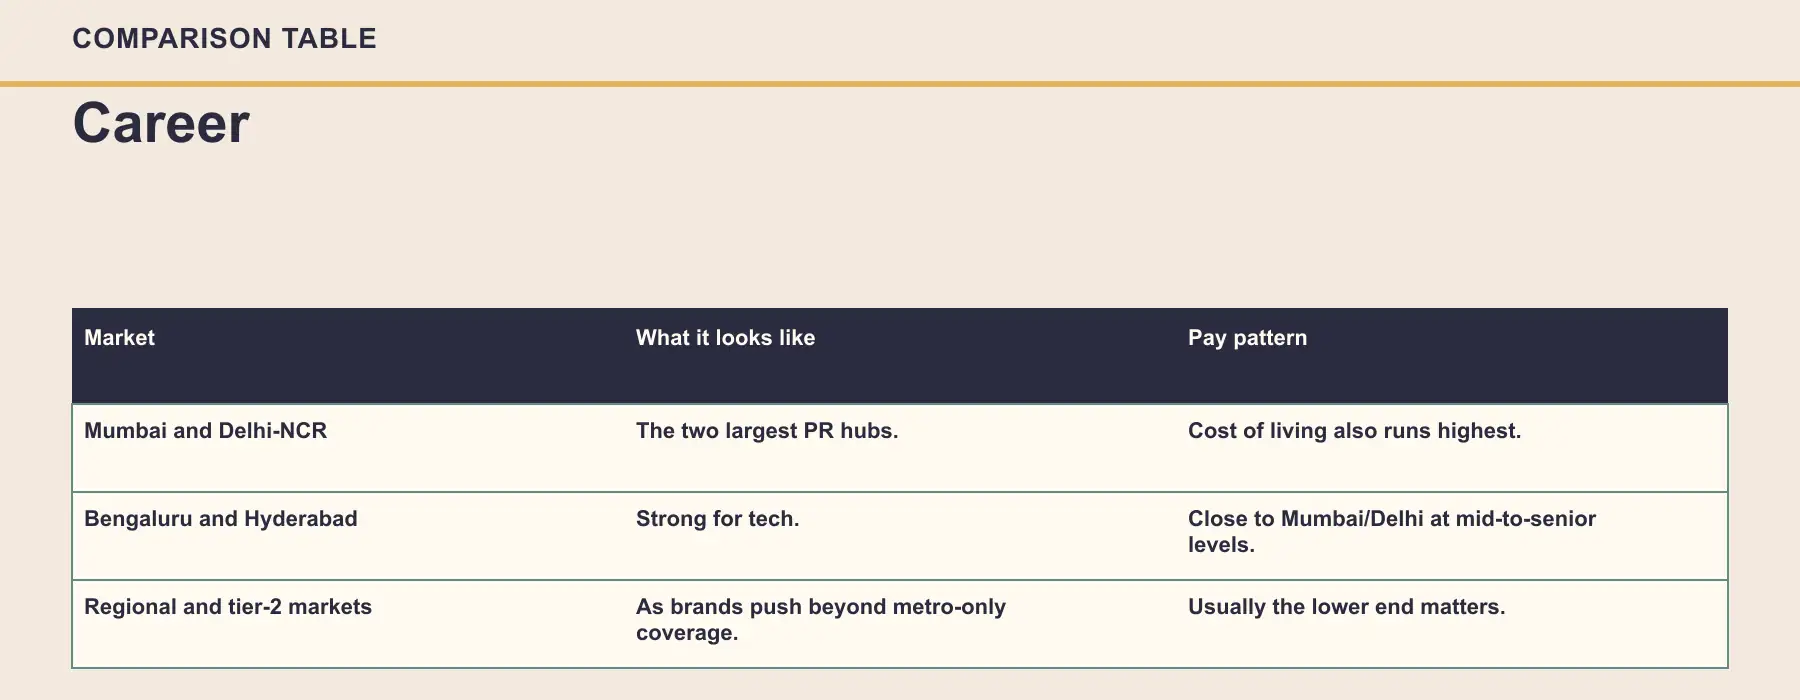 COMPARISON TABLE
Career
Market
What it looks like
Pay pattern
Mumbai and Delhi-NCR
The two largest PR hubs.
Cost of living also runs highest.
Bengaluru and Hyderabad
Strong for tech.
Close to Mumbai/Delhi at mid-to-senior
levels.
Regional and tier-2 markets
As brands push beyond metro-only
coverage.
Usually the lower end matters.